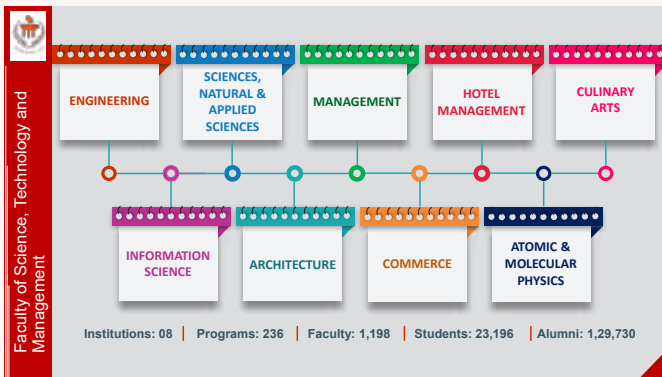 Faculty of Science, Technology and
Management
ENGINEERING
SCIENCES,
NATURAL &
APPLIED
SCIENCES
MANAGEMENT
HOTEL
MANAGEMENT
CULINARY
ARTS
INFORMATION
SCIENCE
ARCHITECTURE
COMMERCE
ATOMIC &
MOLECULAR
PHYSICS
Institutions: 08 | Programs: 236 | Faculty: 1,198 | Students: 23,196 | Alumni: 1,29,730